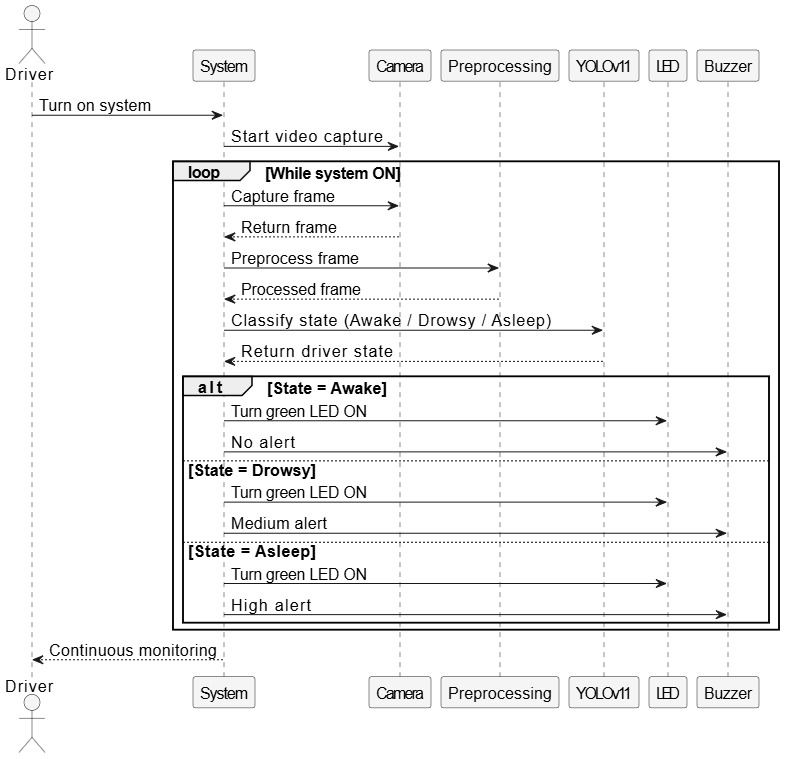 Driver
System
Camera
Preprocessing
YOLOv11
LED
Buzzer
Turn on system
Start video capture
loop
[While system ON]
Capture frame
Return frame
Preprocess frame
Processed frame
Classify state (Awake / Drowsy / Asleep)
Return driver state
alt
[State = Awake]
Turn green LED ON
No alert
[State = Drowsy]
Turn green LED ON
Medium alert
[State = Asleep]
Turn green LED ON
High alert
Continuous monitoring
Driver
System
Camera
Preprocessing
YOLOv11
LED
Buzzer